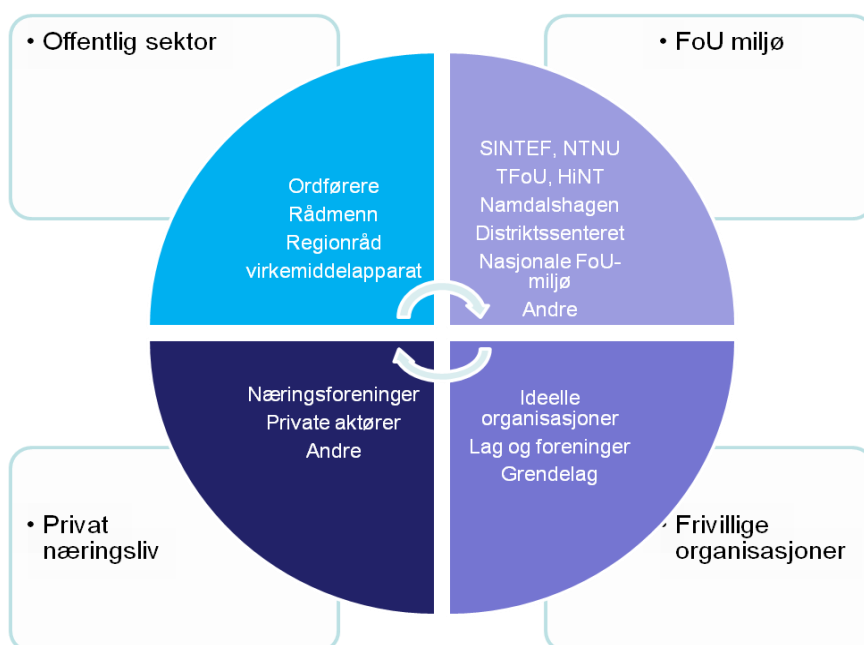 • Offentlig sektor
• FoU miljø
Ordførere
Rådmenn
Regionråd
virkemiddelapparat
SINTEF, NTNU
TFoU, HiNT
Namdalshagen
Distriktssenteret
Nasjonale FoU-
miljø
Andre
Næringsforeninger
Private aktører
Andre
Ideelle
organisasjoner
Lag og foreninger
Grendelag
• Privat
næringsliv
• Frivillige
organisasjoner